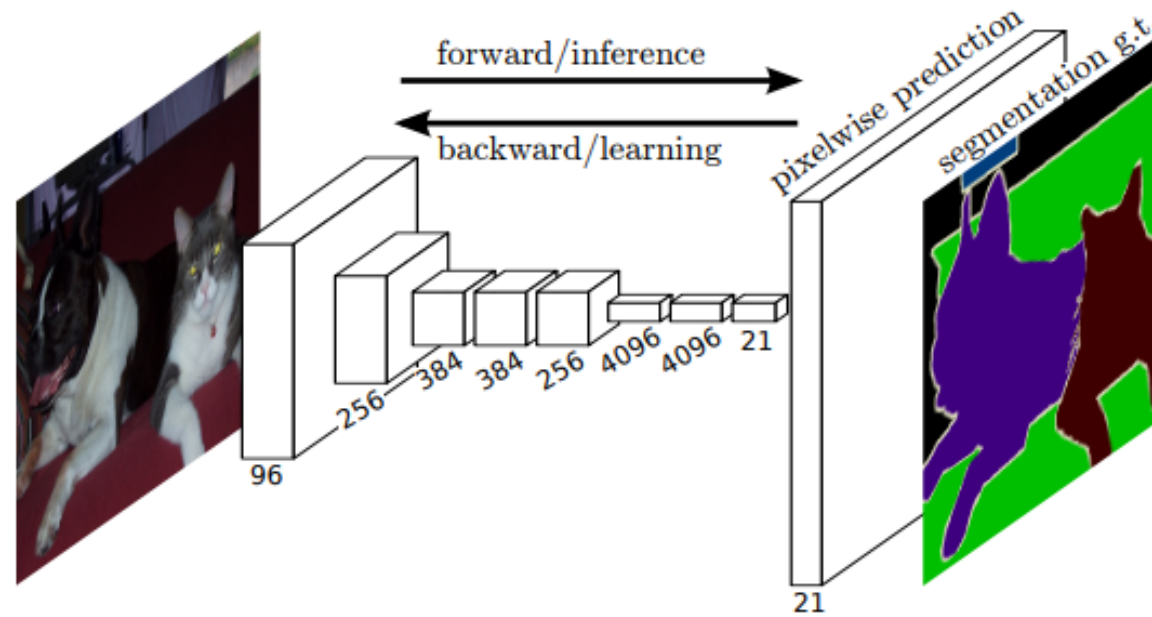 forward/inference
backward/learning
pixelwise prediction
segmentation g.t.
96
256
384
384
256
4096
4096
21
21